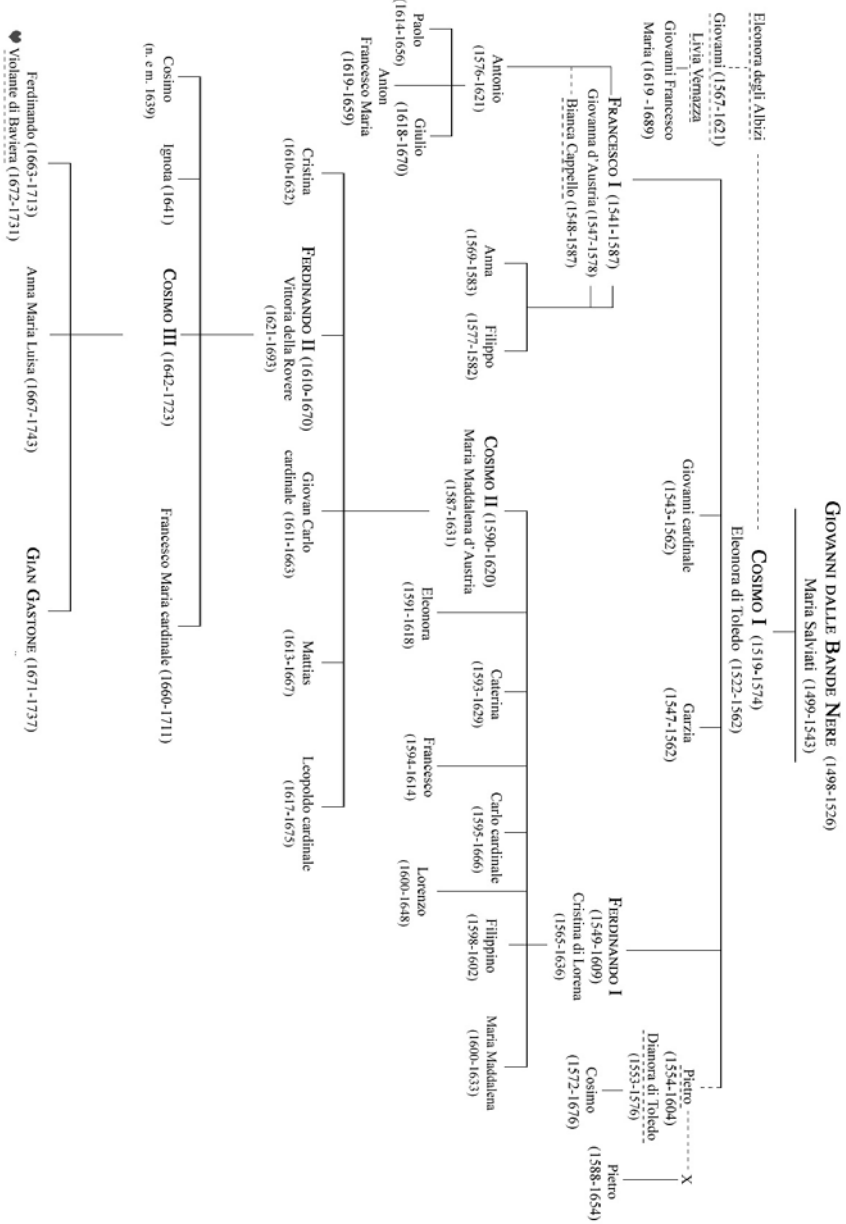 GIOVANNI DALLE BANDE NERE (1498-1526)
Maria Salviati (1499-1543)
COSIMO I (1519-1574)
Eleonora di Toledo (1522-1562)
Eleonora degli Albizi
Giovanni (1567-1621)
Livia Vernazza
Giovanni Francesco
Maria (1619 -1689)
FRANCESCO I (1541-1587)
Giovanna d'Austria (1547-1578)
Bianca Cappello (1548-1587)
Giovanni cardinale
(1543-1562)
Garzia
(1547-1562)
FERDINANDO I
(1549-1609)
Cristina di Lorena
(1565-1636)
Pietro
(1554-1604)
Dianora di Toledo
(1553-1576)
X
Cosimo
(1572-1676)
Pietro
(1588-1654)
Antonio
(1576-1621)
Anna
(1569-1583)
Filippo
(1577-1582)
Paolo
(1614-1656)
Giulio
(1618-1670)
Anton
Francesco Maria
(1619-1659)
COSIMO II (1590-1620)
Maria Maddalena d'Austria
(1587-1631)
Eleonora
(1591-1618)
Caterina
(1593-1629)
Francesco
(1594-1614)
Carlo cardinale
(1595-1666)
Lorenzo
(1600-1648)
Filippino
(1598-1602)
Maria Maddalena
(1600-1633)
Cristina
(1610-1632)
FERDINANDO II (1610-1670)
Vittoria della Rovere
(1621-1693)
Giovan Carlo
cardinale (1611-1663)
Mattias
(1613-1667)
Leopoldo cardinale
(1617-1675)
Cosimo
(n. e m. 1639)
Ignota (1641)
COSIMO III (1642-1723)
Francesco Maria cardinale (1660-1711)
Ferdinando (1663-1713)
♥ Violante di Baviera (1672-1731)
Anna Maria Luisa (1667-1743)
GIAN GASTONE (1671-1737)